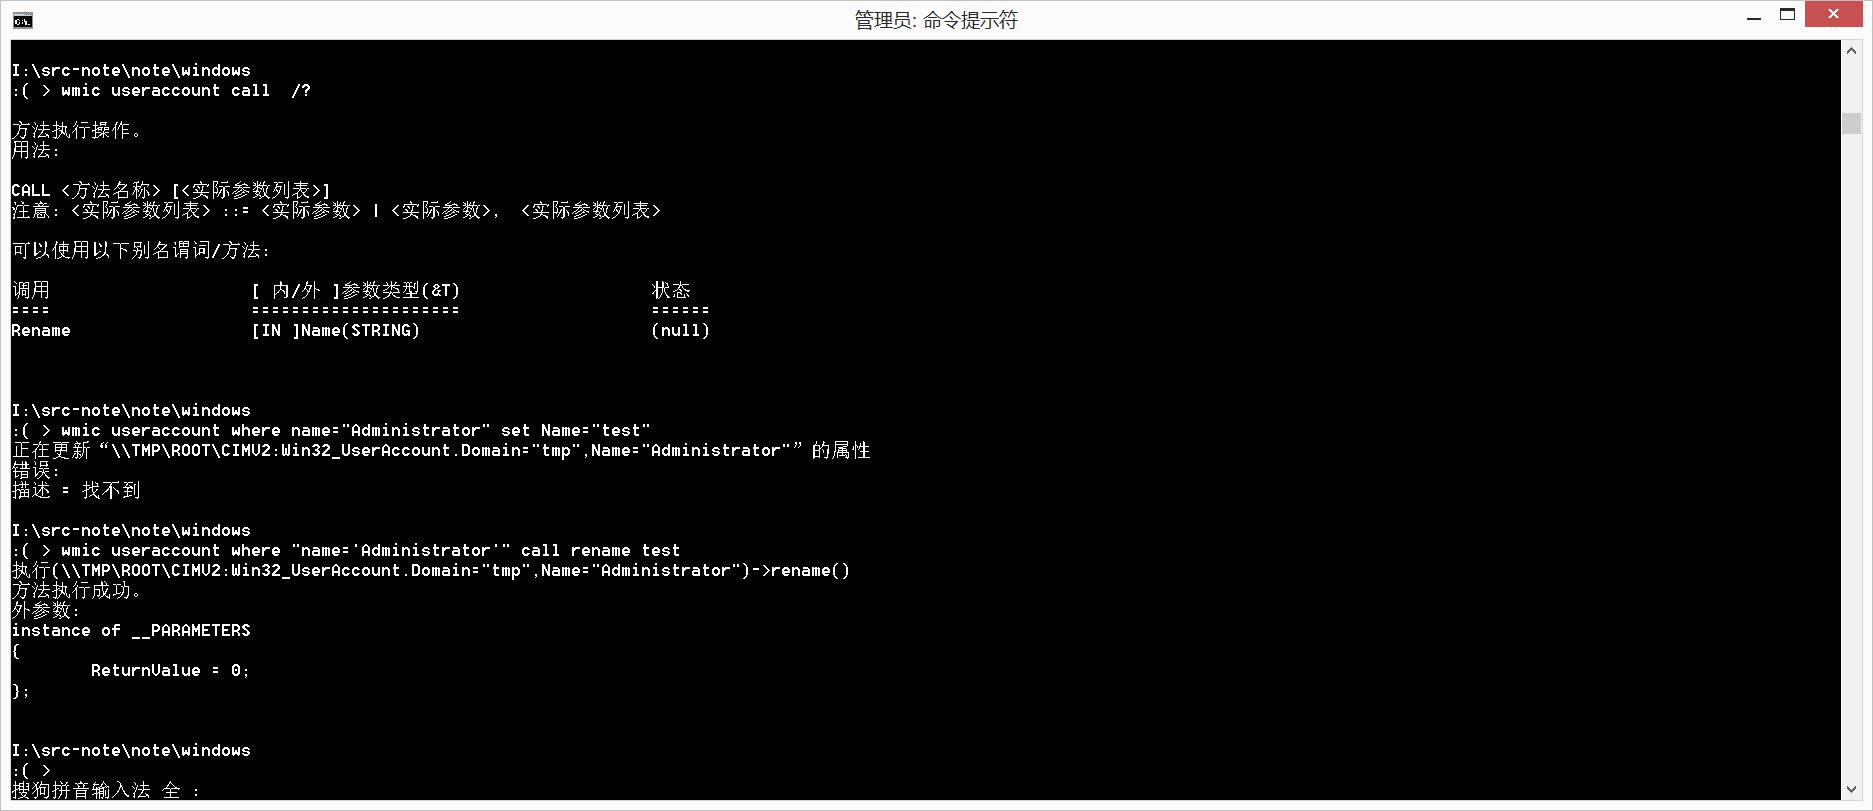 管理员: 命令提示符
I:\src-note\note\windows
:( > wmic useraccount call  /?
方法执行操作。
用法:
CALL <方法名称> [<实际参数列表>]
注意: <实际参数列表> ::= <实际参数> | <实际参数>,  <实际参数列表>
可以使用以下别名谓词/方法:
调用                    [ 内/外 ]参数类型(&T)                   状态
====                    =====================                   ======
Rename                  [IN ]Name(STRING)                       (null)
I:\src-note\note\windows
:( > wmic useraccount where name="Administrator" set Name="test"
正在更新“\\TMP\ROOT\CIMV2:Win32_UserAccount.Domain="tmp",Name="Administrator"”的属性
错误:
描述 = 找不到
I:\src-note\note\windows
:( > wmic useraccount where "name='Administrator'" call rename test
执行(\\TMP\ROOT\CIMV2:Win32_UserAccount.Domain="tmp",Name="Administrator")->rename()
方法执行成功。
外参数:
instance of __PARAMETERS
{
        ReturnValue = 0;
};
I:\src-note\note\windows
:( >
搜狗拼音输入法 全 :